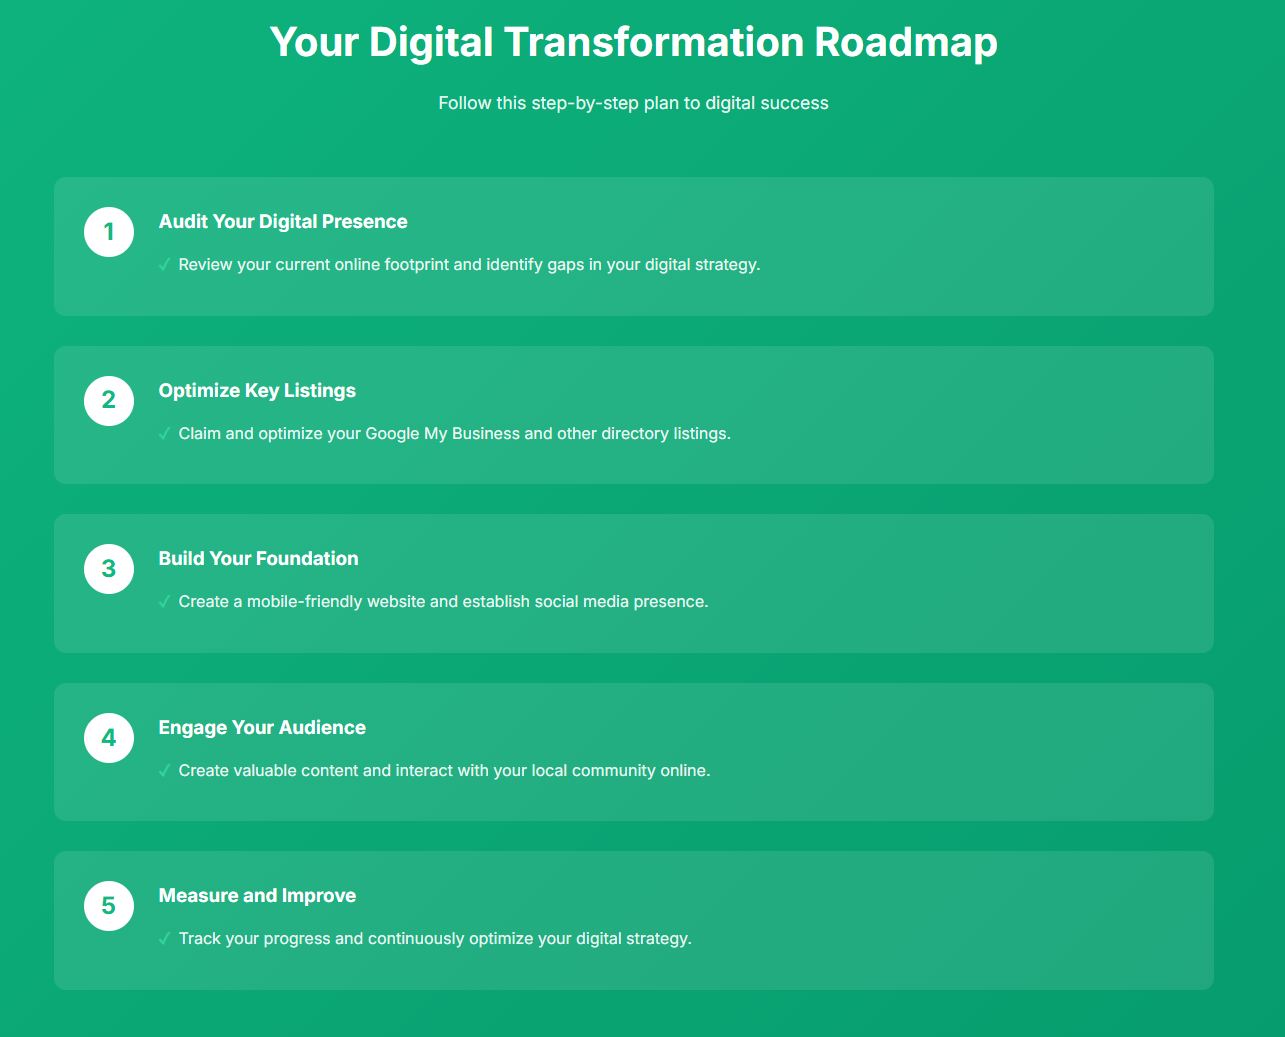 Your Digital Transformation Roadmap
Follow this step-by-step plan to digital success
1
Audit Your Digital Presence
✓ Review your current online footprint and identify gaps in your digital strategy.
2
Optimize Key Listings
✓ Claim and optimize your Google My Business and other directory listings.
3
Build Your Foundation
✓ Create a mobile-friendly website and establish social media presence.
4
Engage Your Audience
✓ Create valuable content and interact with your local community online.
5
Measure and Improve
✓ Track your progress and continuously optimize your digital strategy.